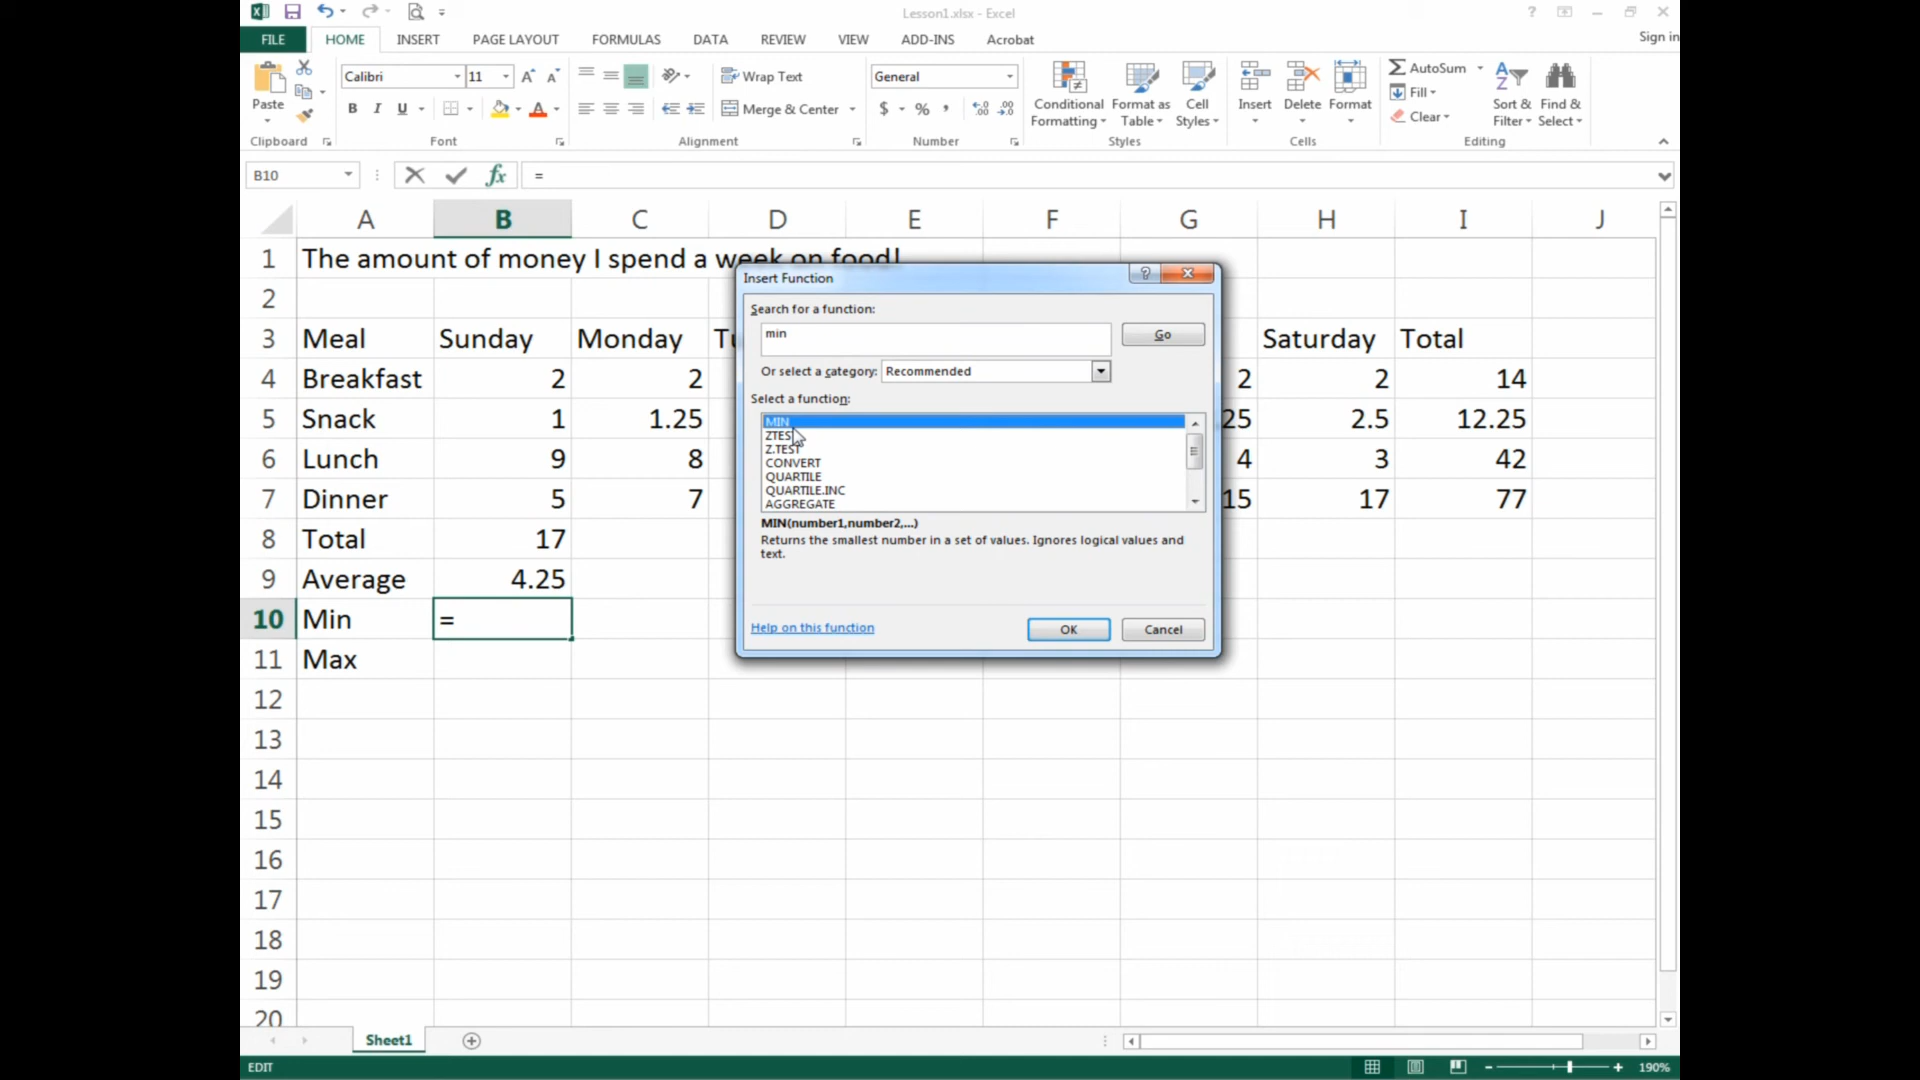 Lesson1.xlsx - Excel
?
Sign in
FILE HOME INSERT PAGE LAYOUT FORMULAS DATA REVIEW VIEW ADD-INS Acrobat
Paste
Calibri 11
B I U
Wrap Text
Merge & Center
General
$ %
Conditional Formatting
Format as Table
Cell Styles
Insert
Delete
Format
AutoSum
Fill
Clear
Sort & Filter
Find & Select
Clipboard Font Alignment Number Styles Cells Editing
B10 fx =
A B C D E F G H I J
1 The amount of money I spend a week on food!
2
3 Meal Sunday Monday Tu Saturday Total
4 Breakfast 2 2 2 2 14
5 Snack 1 1.25 25 2.5 12.25
6 Lunch 9 8 4 3 42
7 Dinner 5 7 15 17 77
8 Total 17
9 Average 4.25
10 Min =
11 Max
12
13
14
15
16
17
18
19
20
Insert Function
?
Search for a function:
min
Go
Or select a category: Recommended
Select a function:
MIN
ZTEST
Z.TEST
CONVERT
QUARTILE
QUARTILE.INC
AGGREGATE
MIN(number1,number2,...)
Returns the smallest number in a set of values. Ignores logical values and
text.
Help on this function
OK Cancel
Sheet1
EDIT
190%